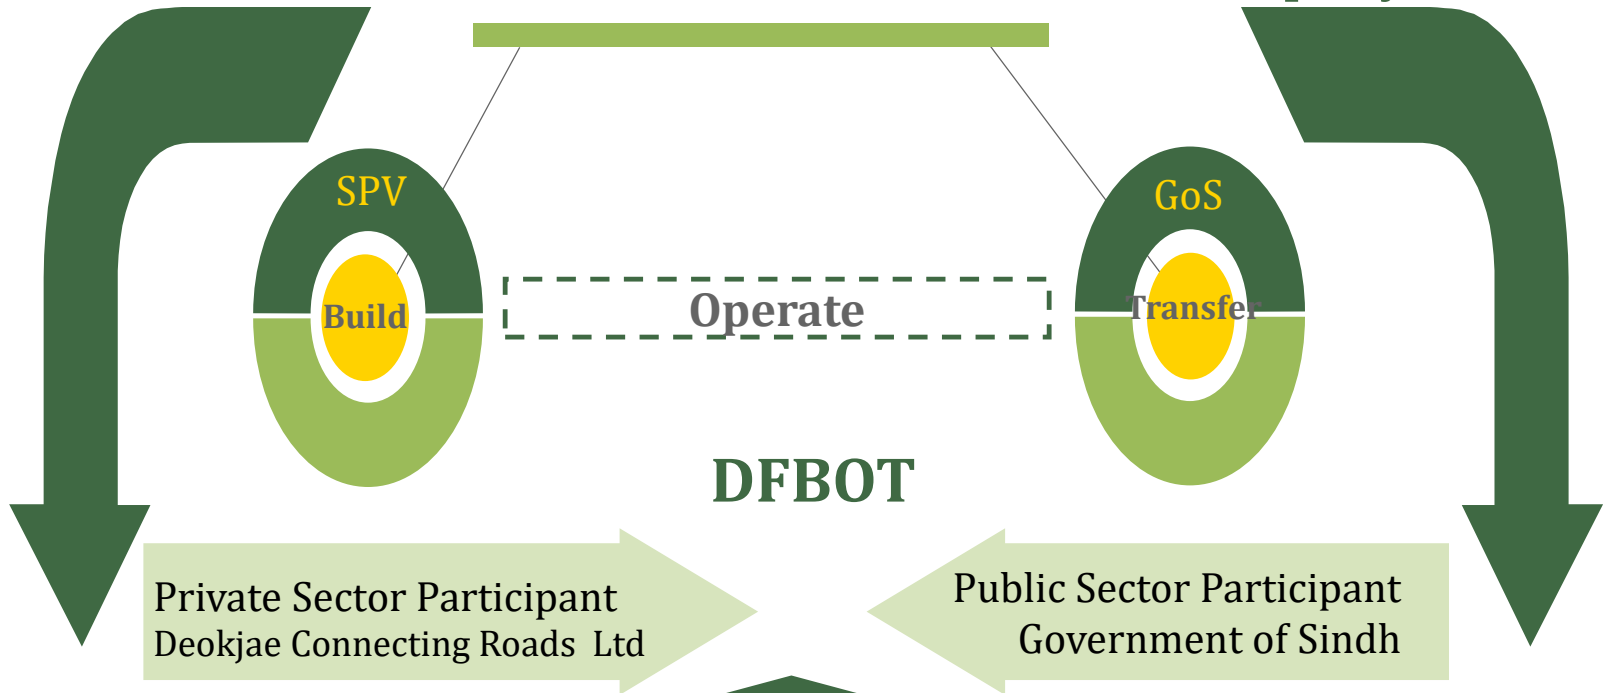 SPV
GoS
Build
Operate
Transfer
DFBOT
Private Sector Participant
Deokjae Connecting Roads Ltd
Public Sector Participant
Government of Sindh